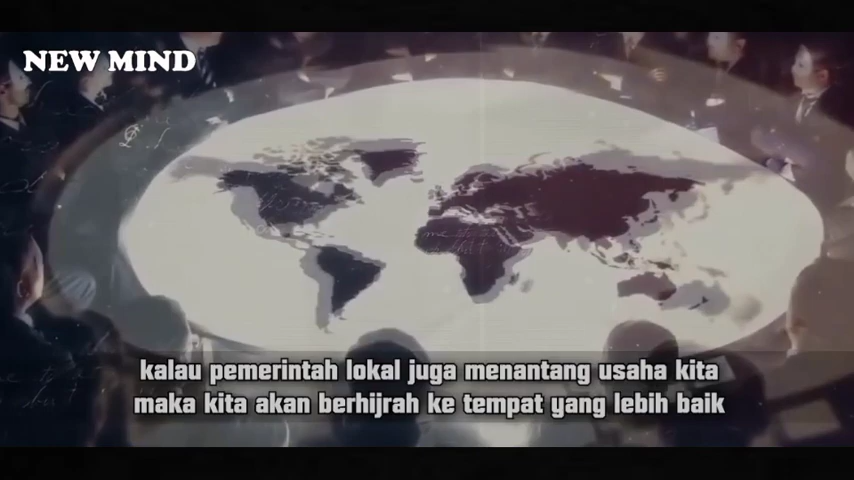 NEW MIND
kalau pemerintah lokal juga menantang usaha kita
maka kita akan berhijrah ke tempat yang lebih baik